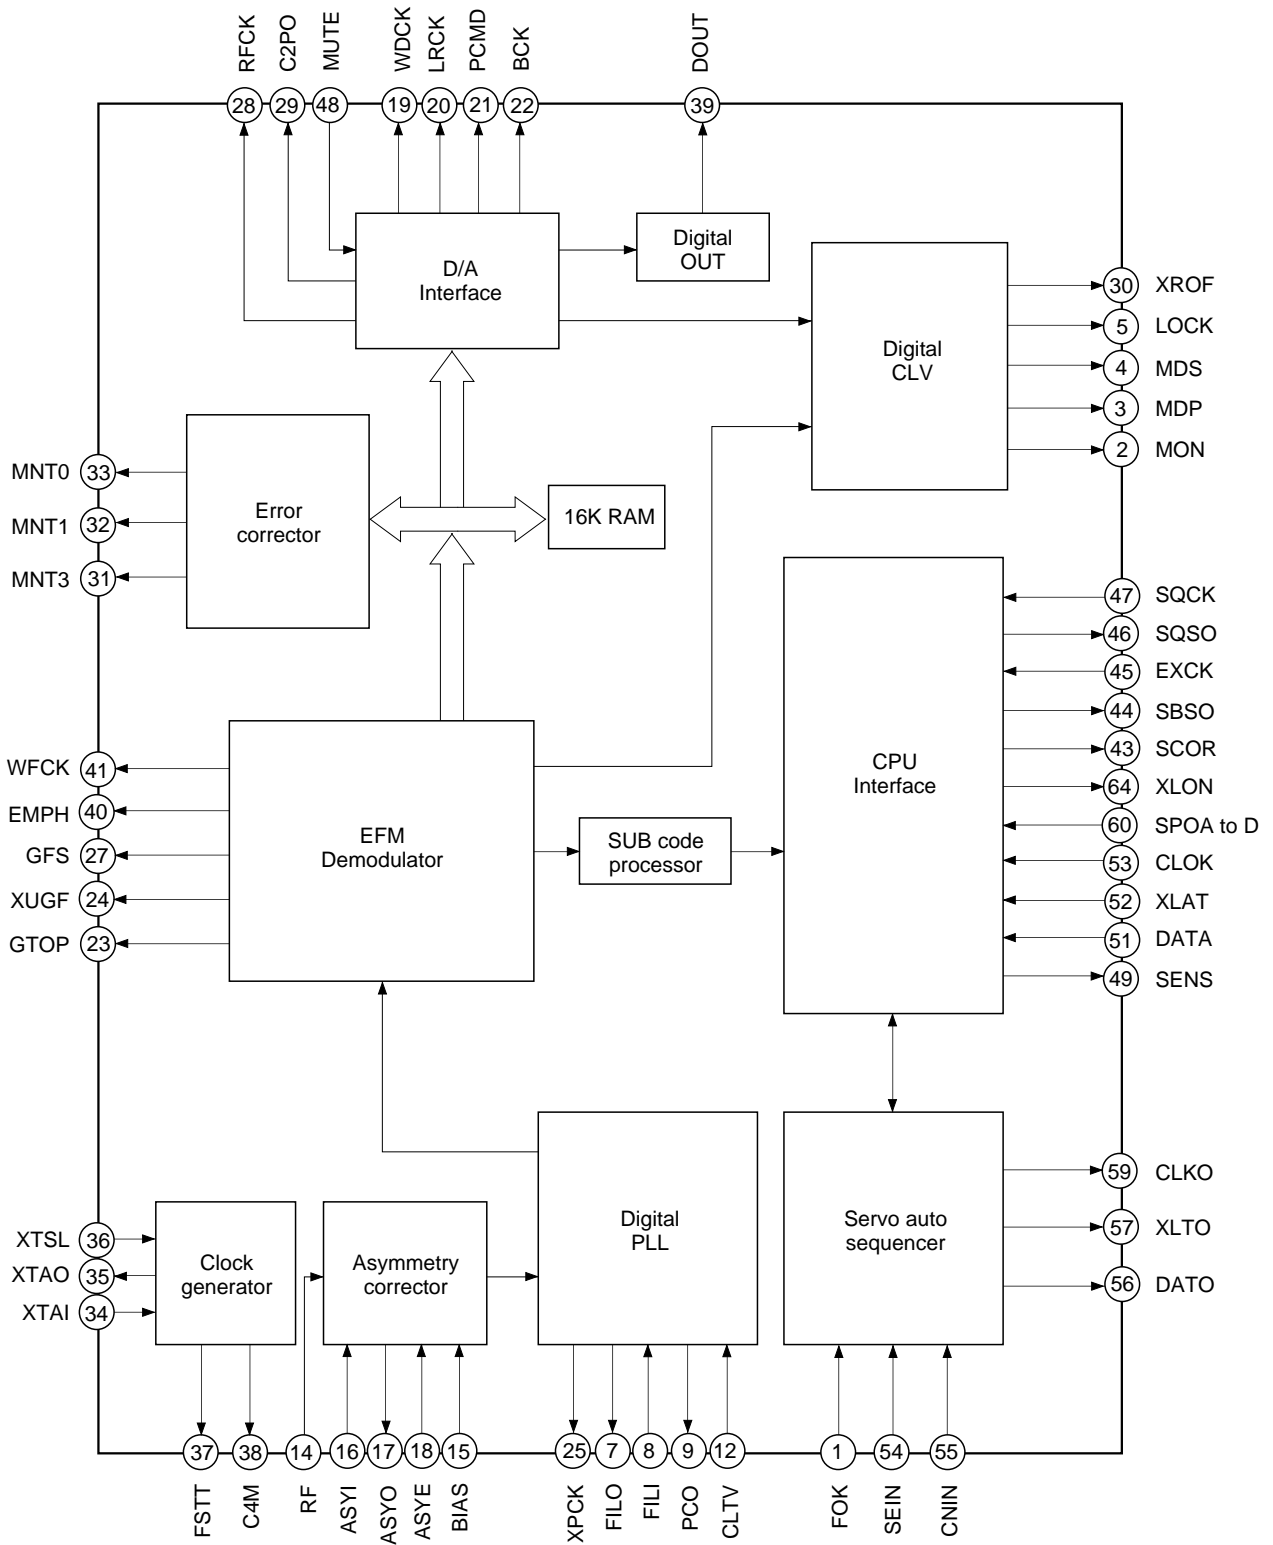 RFCK
C2PO
MUTE
WDCK
LRCK
PCMD
BCK
DOUT
28
29
48
19
20
21
22
39
D/A
Interface
Digital
OUT
Digital
CLV
30 XROF
5 LOCK
4 MDS
3 MDP
2 MON
MNT0 33
MNT1 32
MNT3 31
Error
corrector
16K RAM
CPU
Interface
47 SQCK
46 SQSO
45 EXCK
44 SBSO
43 SCOR
64 XLON
60 SPOA to D
53 CLOK
52 XLAT
51 DATA
49 SENS
WFCK 41
EMPH 40
GFS 27
XUGF 24
GTOP 23
EFM
Demodulator
SUB code
processor
XTSL 36
XTAO 35
XTAI 34
Clock
generator
Asymmetry
corrector
Digital
PLL
Servo auto
sequencer
59 CLKO
57 XLTO
56 DATO
37
38
14
16
17
18
15
25
7
8
9
12
1
54
55
FSTT
C4M
RF
ASYI
ASYO
ASYE
BIAS
XPCK
FILO
FILI
PCO
CLTV
FOK
SEIN
CNIN